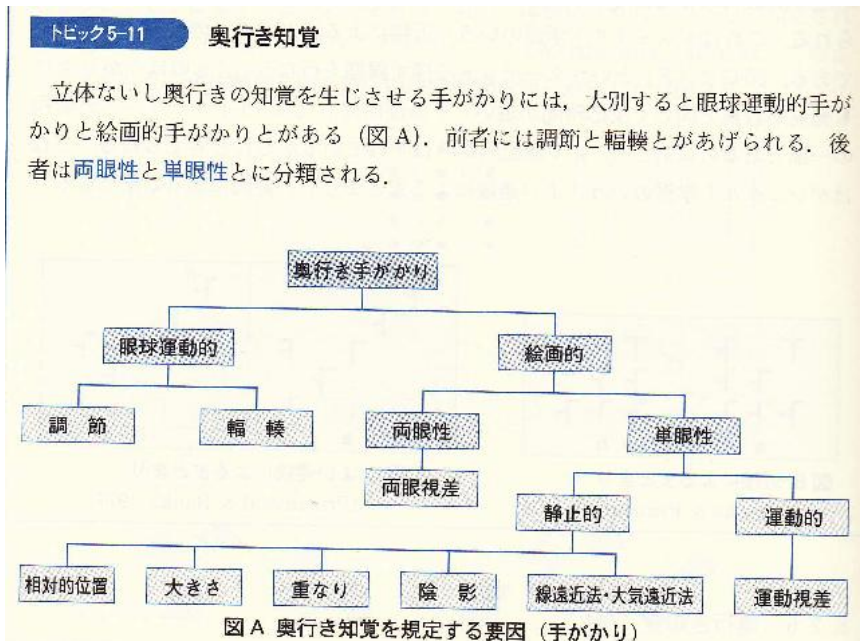 トピック5-11 奥行き知覚
立体ないし奥行きの知覚を生じさせる手がかりには，大別すると眼球運動的手が
かりと絵画的手がかりとがある（図A）．前者には調節と輻輳とがあげられる．後
者は両眼性と単眼性とに分類される．
奥行き手がかり
眼球運動的 絵画的
調節 輻輳 両眼性 単眼性
両眼視差
静止的 運動的
相対的位置 大きさ 重なり 陰影 線遠近法・大気遠近法 運動視差
図A 奥行き知覚を規定する要因（手がかり）